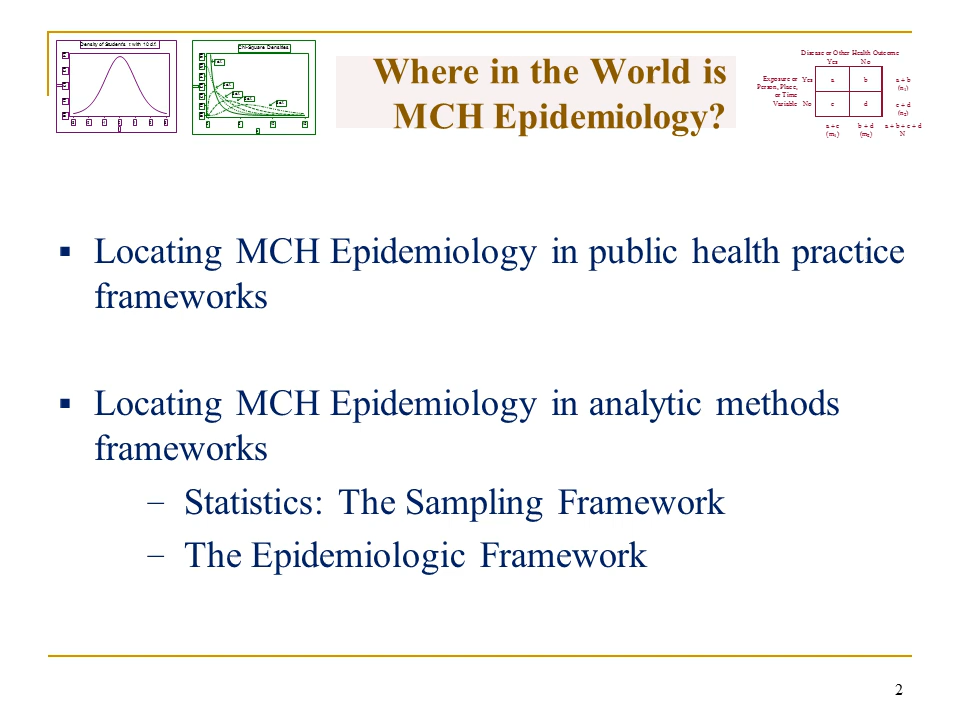 Density of Students t with 10 d.f.
Chi-Square Densities
Where in the World is
MCH Epidemiology?
Disease or Other Health Outcome
Yes No
Exposure or
Person, Place,
or Time
Variable
Yes a b a + b
(n1)
No c d c + d
(n2)
a + c b + d a + b + c + d
(m1) (m2) N
▪ Locating MCH Epidemiology in public health practice
frameworks
▪ Locating MCH Epidemiology in analytic methods
frameworks
− Statistics: The Sampling Framework
− The Epidemiologic Framework
2